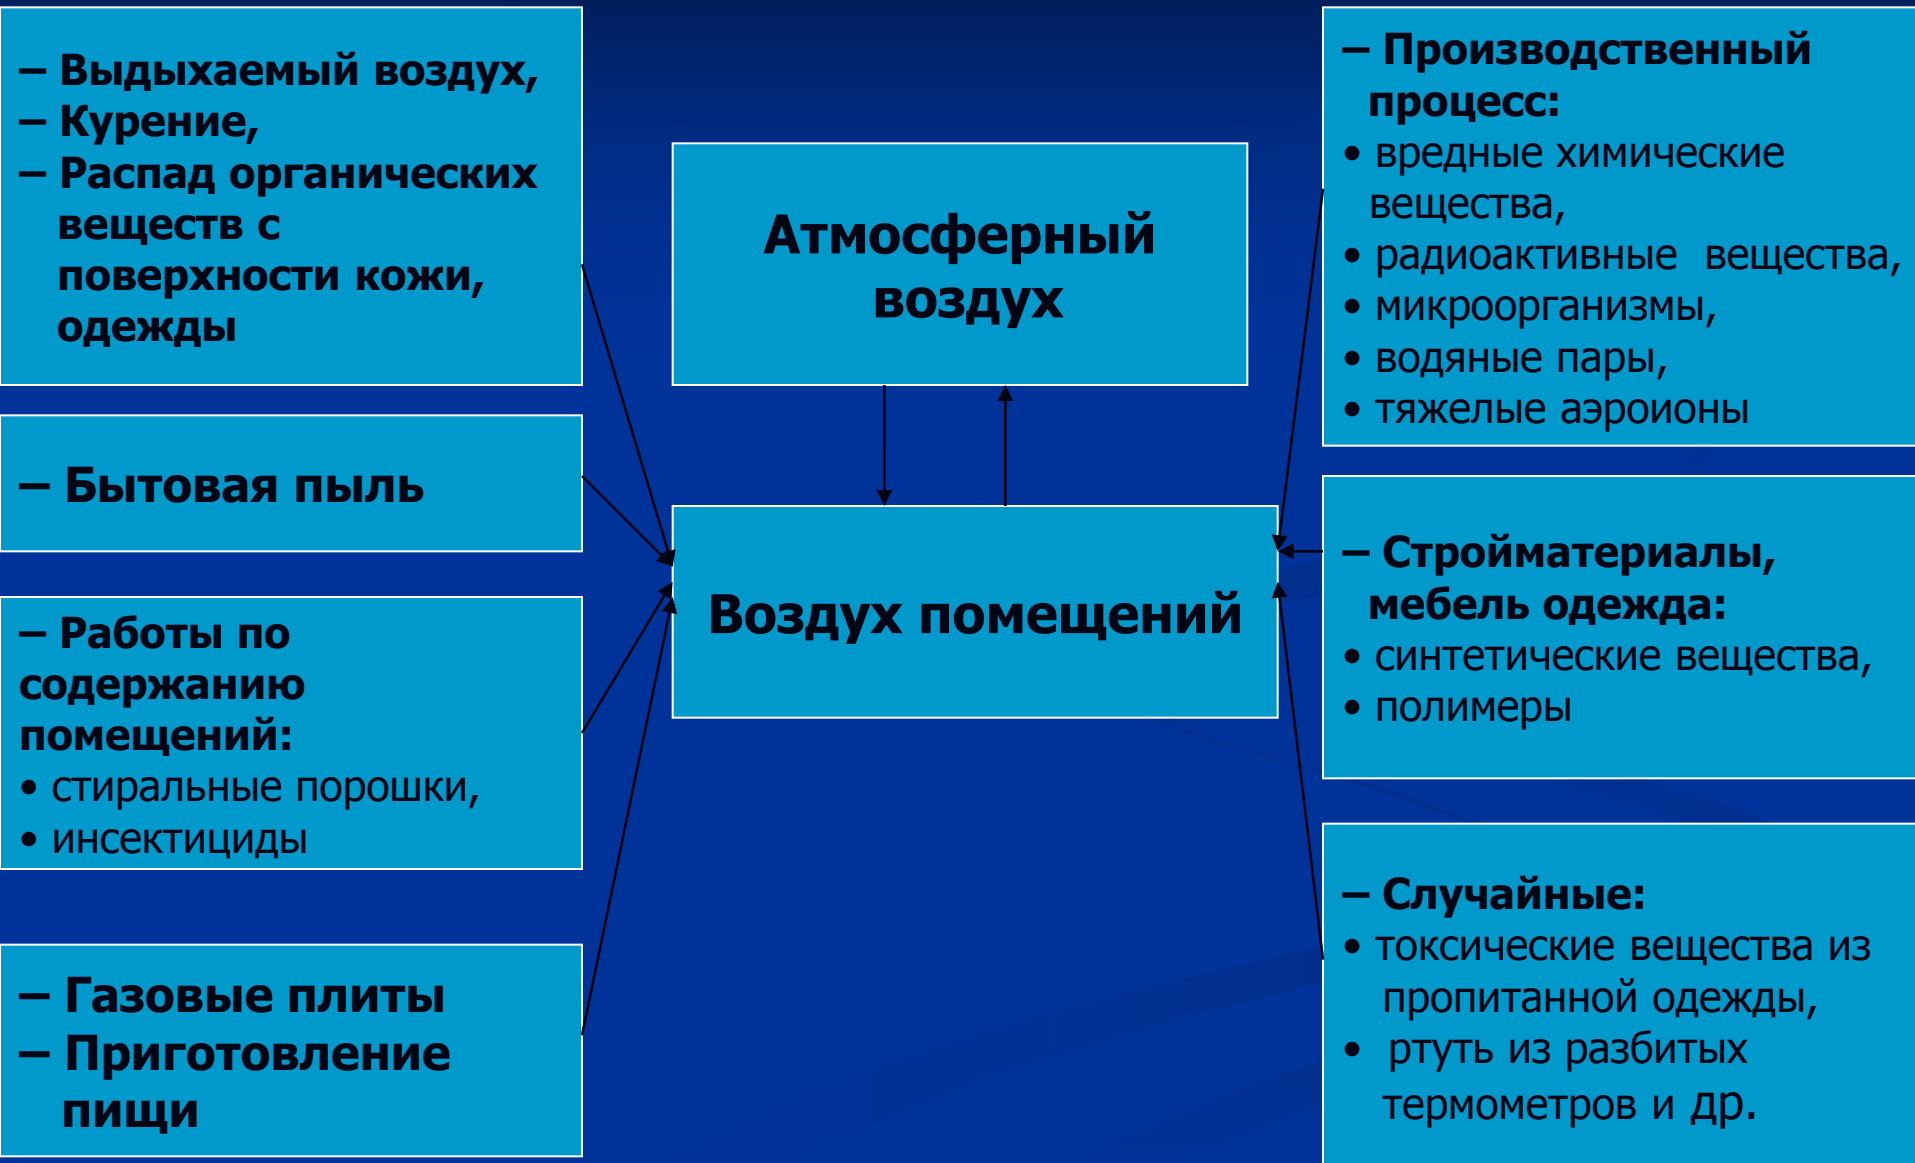 – Выдыхаемый воздух,
– Курение,
– Распад органических
веществ с
поверхности кожи,
одежды
– Бытовая пыль
– Работы по
содержанию
помещений:
• стиральные порошки,
• инсектициды
– Газовые плиты
– Приготовление
пищи
Атмосферный
воздух
Воздух помещений
– Производственный
процесс:
• вредные химические
вещества,
• радиоактивные вещества,
• микроорганизмы,
• водяные пары,
• тяжелые аэроионы
– Стройматериалы,
мебель одежда:
• синтетические вещества,
• полимеры
– Случайные:
• токсические вещества из
пропитанной одежды,
• ртуть из разбитых
термометров и др.